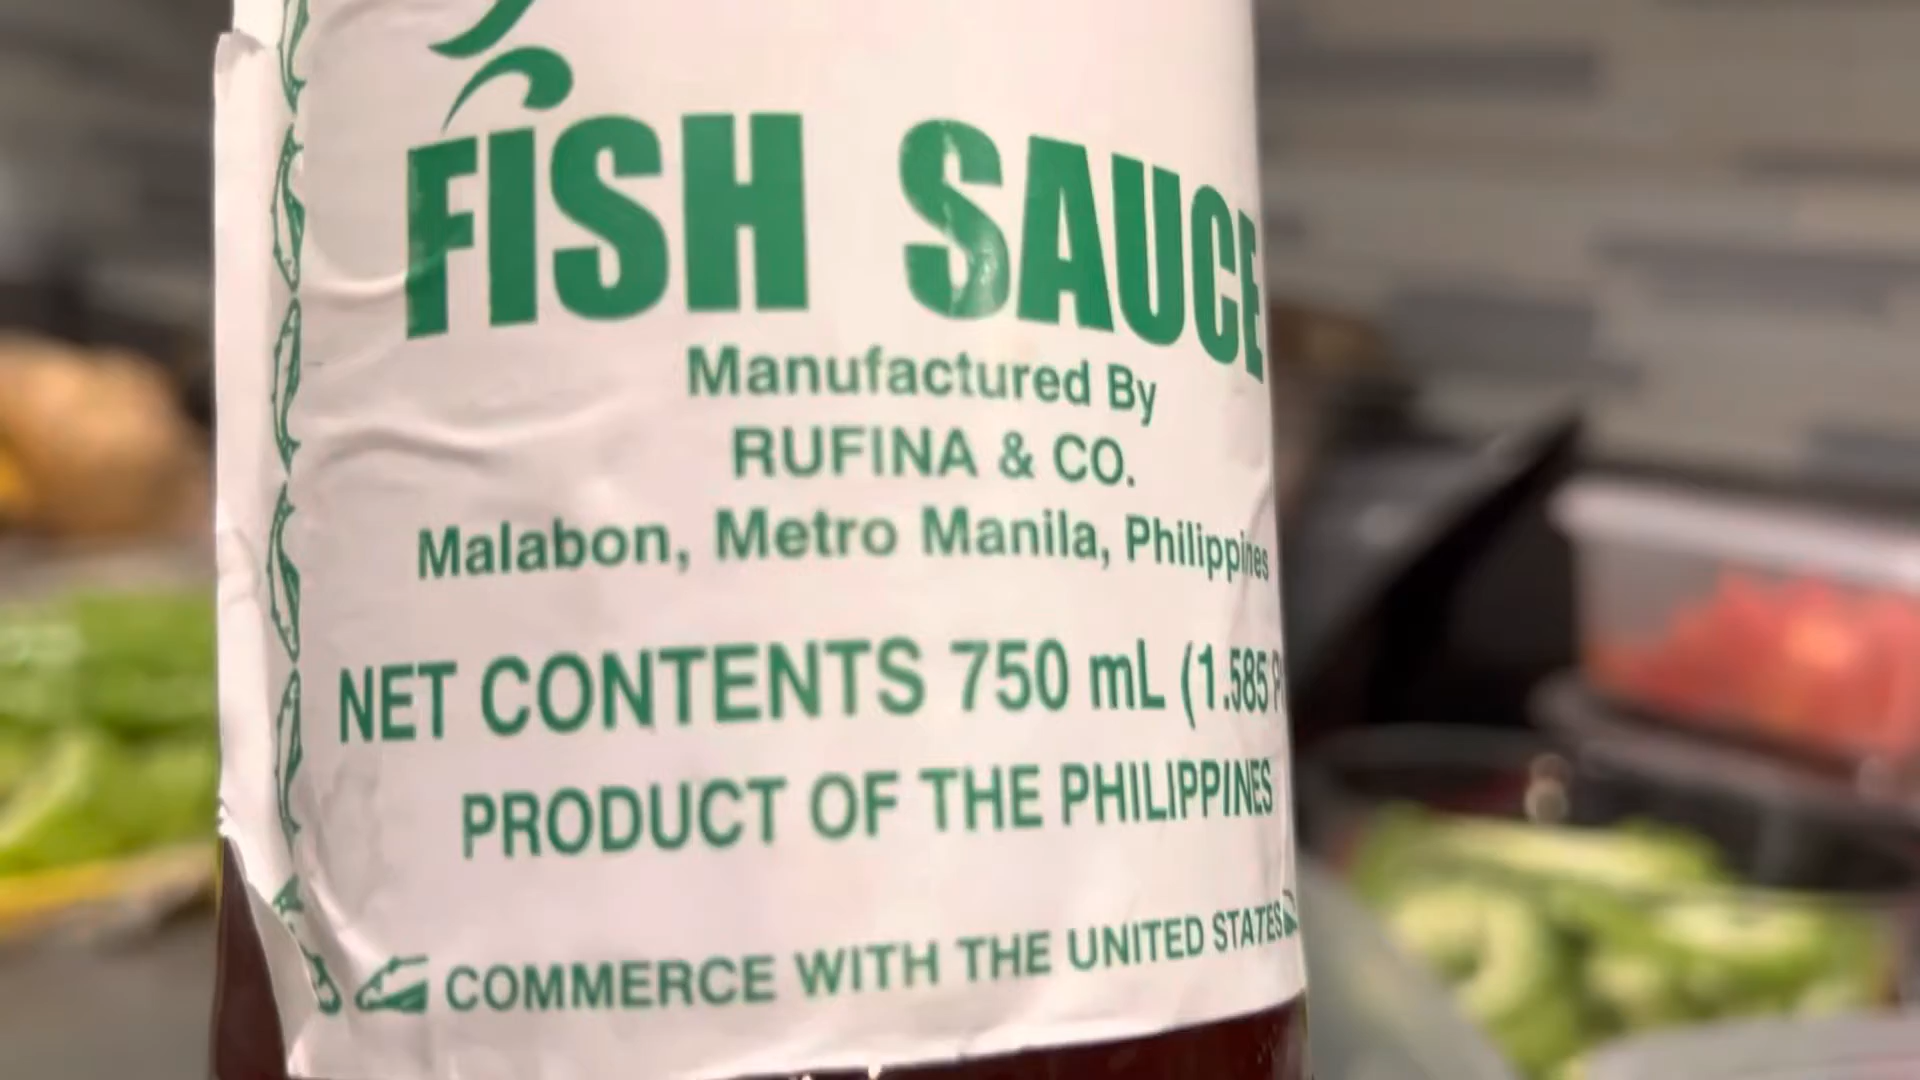 FISH SAUCE
Manufactured By
RUFINA & CO.
Malabon, Metro Manila, Philippines
NET CONTENTS 750 mL (1.585
PRODUCT OF THE PHILIPPINES
COMMERCE WITH THE UNITED STATES